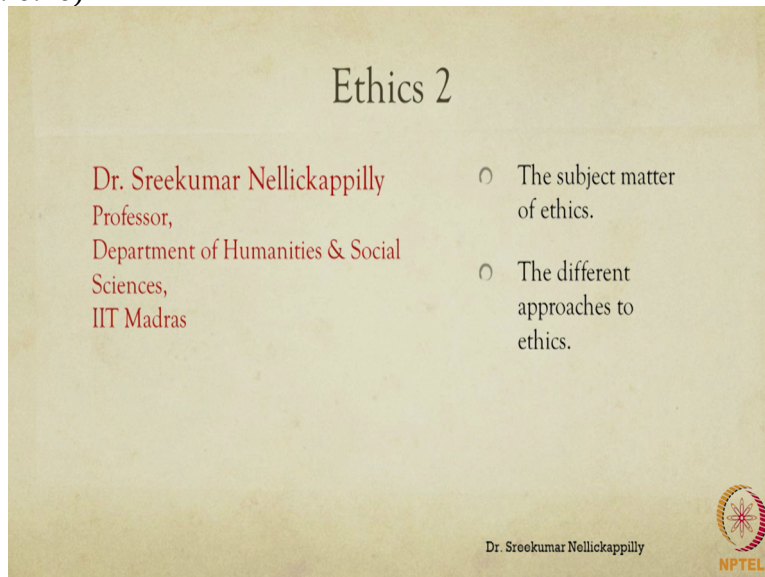 Ethics 2
Dr. Sreekumar Nellickappilly
Professor,
Department of Humanities & Social
Sciences,
IIT Madras
The subject matter
of ethics.
The different
approaches to
ethics.
Dr. Sreekumar Nellickappilly
NPTEL